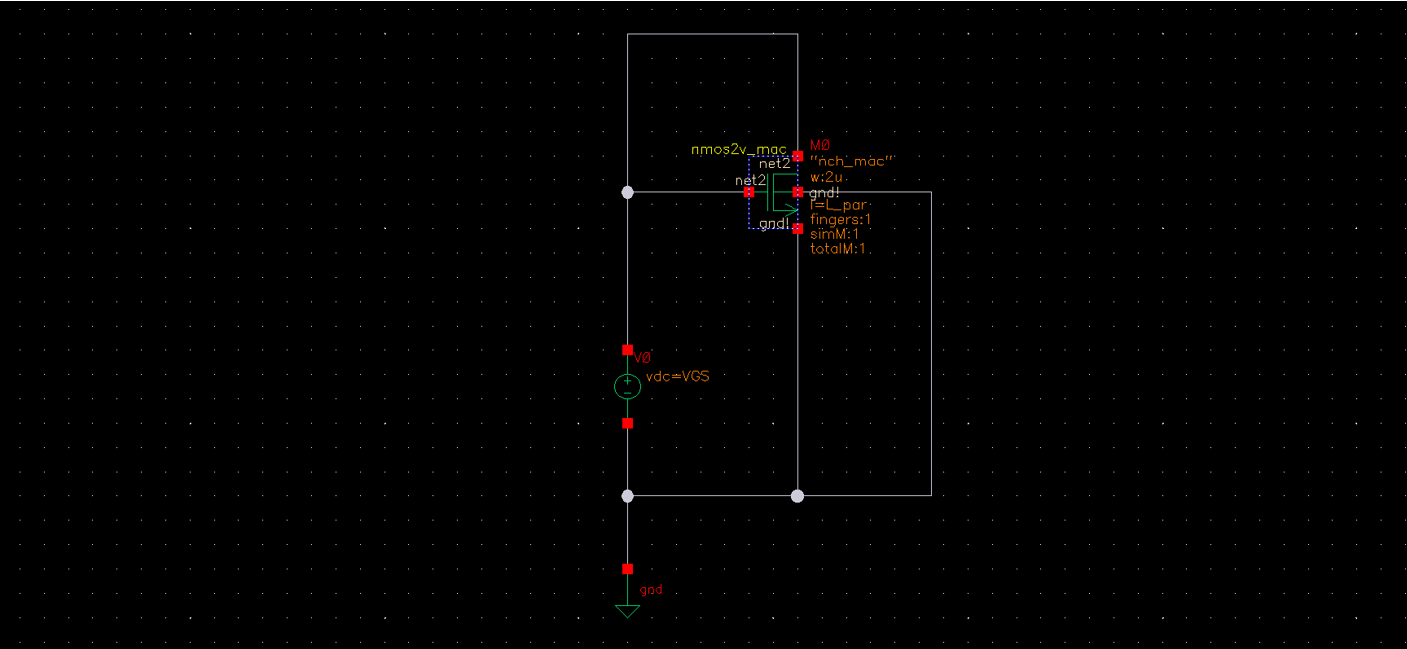 nmos2v_mac
M0
"nch_mac"
net2
w:2u
net2
gnd!
l=L_par
fingers:1
gnd!
simM:1
totalM:1
V0
vdc=VGS
gnd